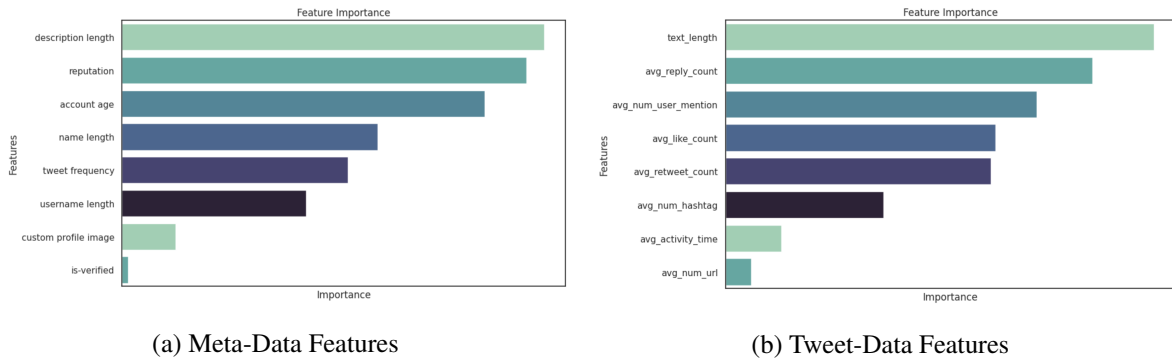 Feature Importance
description length
reputation
account age
name length
tweet frequency
username length
custom profile image
is-verified
Features
Importance
(a) Meta-Data Features
Feature Importance
text_length
avg_reply_count
avg_num_user_mention
avg_like_count
avg_retweet_count
avg_num_hashtag
avg_activity_time
avg_num_url
Features
Importance
(b) Tweet-Data Features